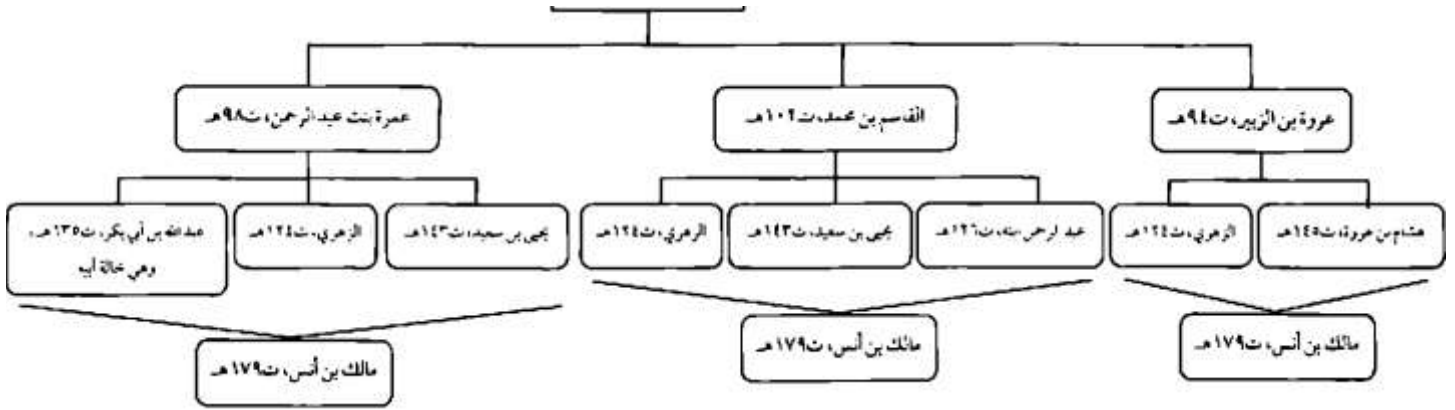 عروة بن الزبير، ت٩٤هـ
القاسم بن محمد، ت١٠٢هـ
عمرة بنت عبد الرحمن، ت٩٨هـ
هشام بن عروة، ت١٤٥هـ
الزهري، ت١٢٤هـ
عبد الرحمن ابنه، ت١٢٦هـ
يحيى بن سعيد، ت١٤٣هـ
الزهري، ت١٢٤هـ
يحيى بن سعيد، ت١٤٣هـ
الزهري، ت١٢٤هـ
عبدالله بن أبي بكر، ت١٣٥هـ،
وهي خالة أبيه
مالك بن أنس، ت١٧٩هـ
مالك بن أنس، ت١٧٩هـ
مالك بن أنس، ت١٧٩هـ